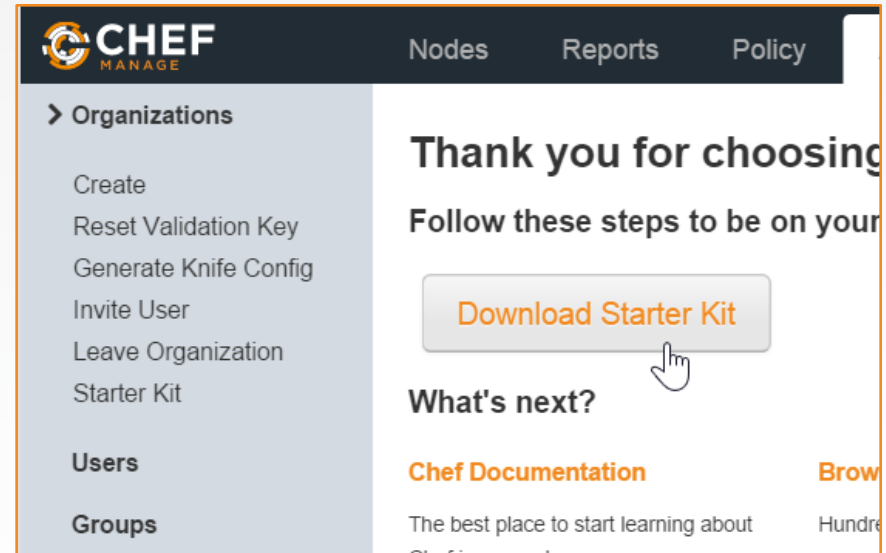 CHEF
MANAGE
Nodes Reports Policy
Organizations
Create
Reset Validation Key
Generate Knife Config
Invite User
Leave Organization
Starter Kit
Users
Groups
Thank you for choosing
Follow these steps to be on your
Download Starter Kit
What's next?
Chef Documentation
The best place to start learning about
Brow
Hundre